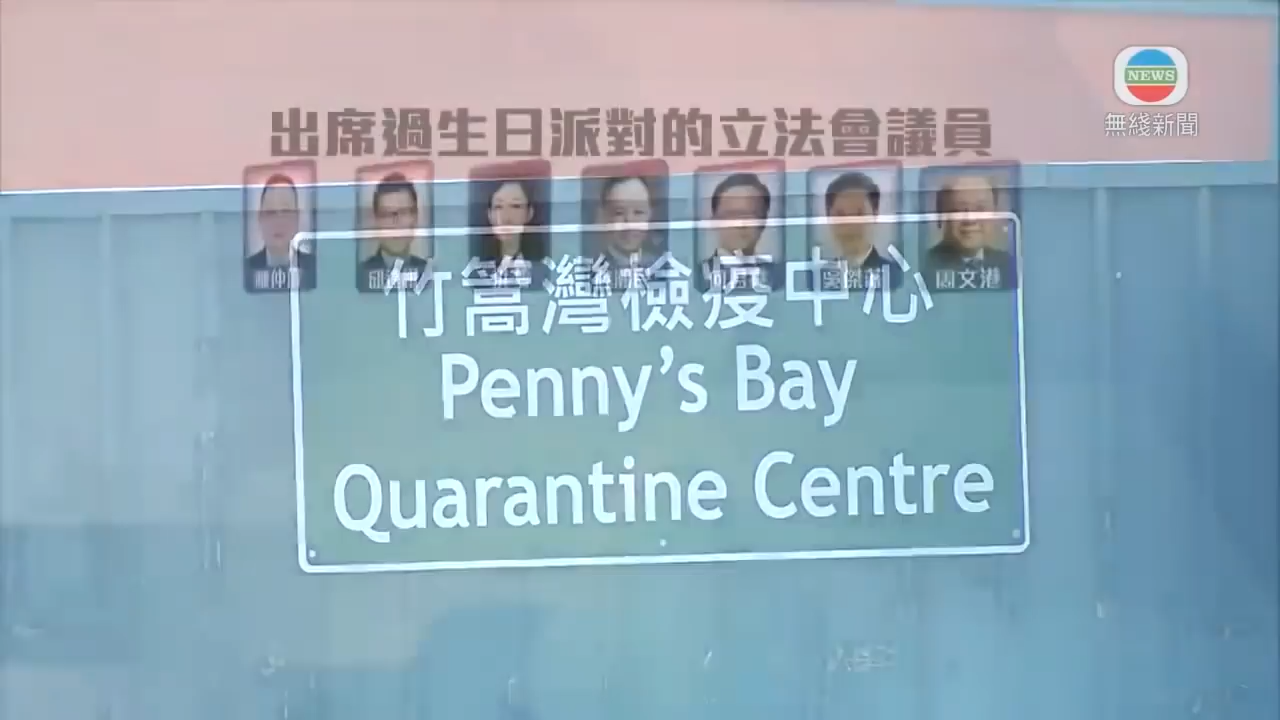 NEWS
無綫新聞
出席過生日派對的立法會議員
周文港
竹篙灣檢疫中心
Penny's Bay
Quarantine Centre